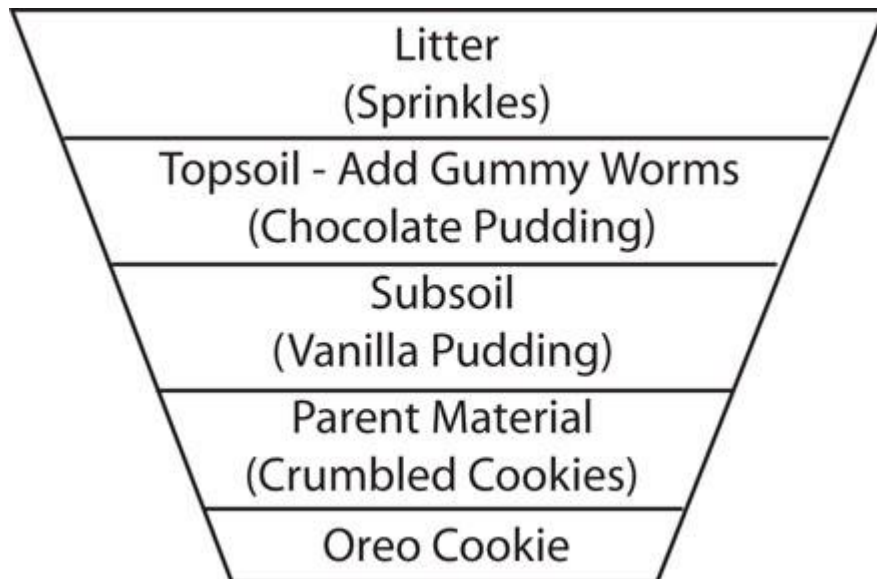 Litter
(Sprinkles)
Topsoil - Add Gummy Worms
(Chocolate Pudding)
Subsoil
(Vanilla Pudding)
Parent Material
(Crumbled Cookies)
Oreo Cookie